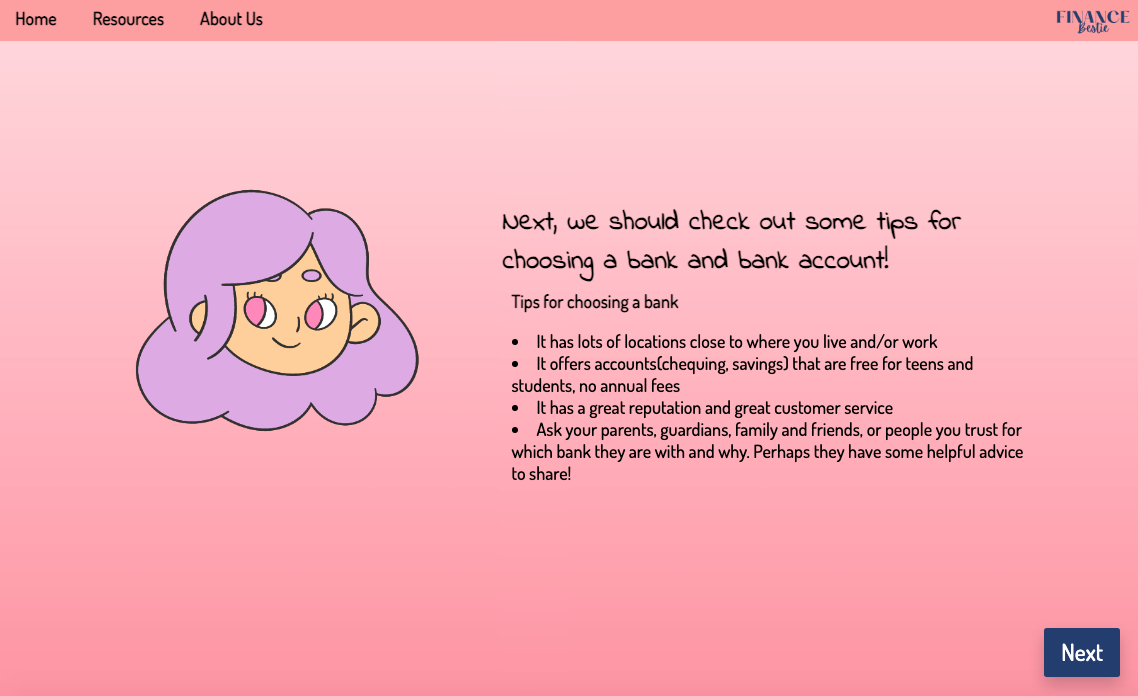 Home Resources About Us FINANCE
Bestie
Next, we should check out some tips for
choosing a bank and bank account!
Tips for choosing a bank
• It has lots of locations close to where you live and/or work
• It offers accounts(chequing, savings) that are free for teens and
students, no annual fees
• It has a great reputation and great customer service
• Ask your parents, guardians, family and friends, or people you trust for
which bank they are with and why. Perhaps they have some helpful advice
to share!
Next